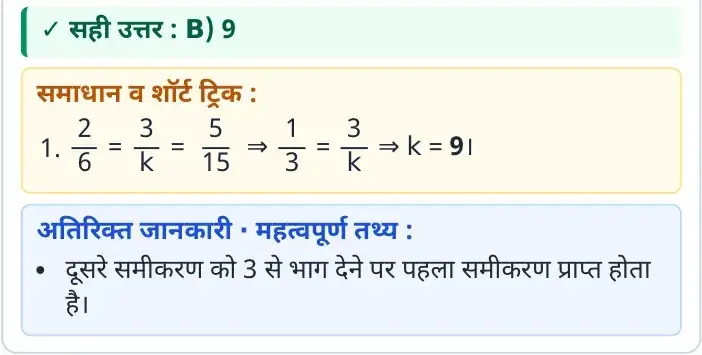 ✓ सही उत्तर : B) 9
समाधान व शॉर्ट ट्रिक :
1. 2/6 = 3/k = 5/15 ⇒ 1/3 = 3/k ⇒ k = 9।
अतिरिक्त जानकारी · महत्वपूर्ण तथ्य :
• दूसरे समीकरण को 3 से भाग देने पर पहला समीकरण प्राप्त होता
है।